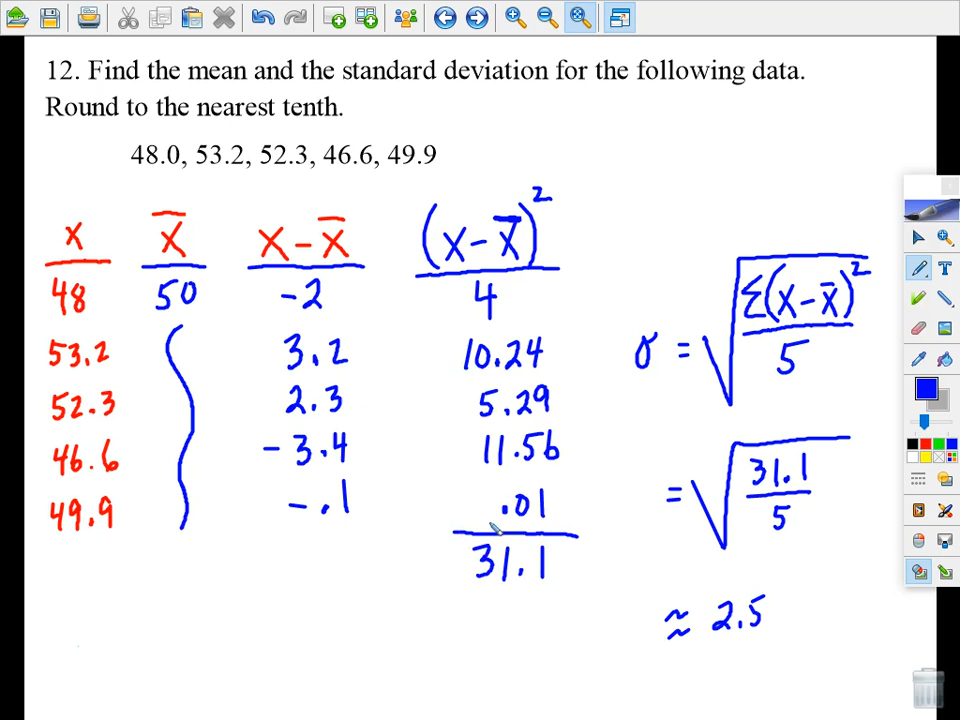 12. Find the mean and the standard deviation for the following data.
Round to the nearest tenth.
48.0, 53.2, 52.3, 46.6, 49.9
x x̅ x-x̅ (x-x̅)²
48 50 -2 4
53.2 3.2 10.24
52.3 2.3 5.29
46.6 -3.4 11.56
49.9 -.1 .01
31.1
σ = √(Σ(x-x̅)²/5)
= √(31.1/5)
≈ 2.5
T